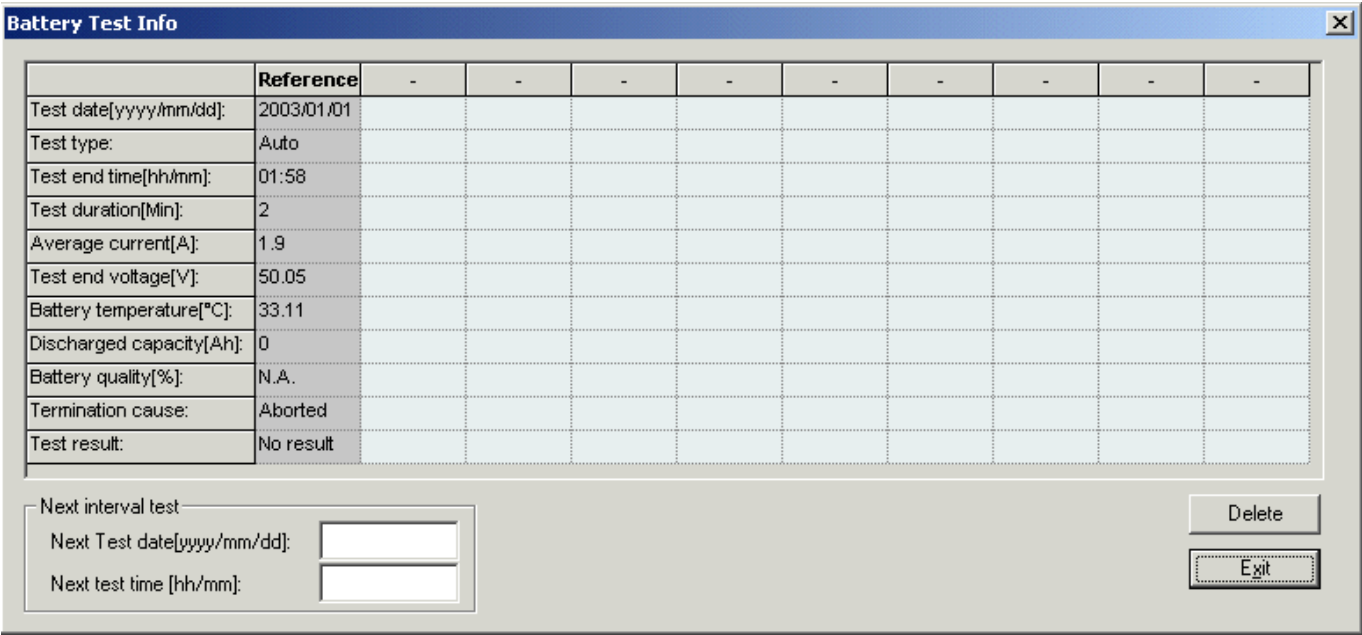 Battery Test Info
Reference - - - - - - - - -
Test date[yyyy/mm/dd]: 2003/01/01
Test type: Auto
Test end time[hh/mm]: 01:58
Test duration[Min]: 2
Average current[A]: 1.9
Test end voltage[V]: 50.05
Battery temperature[°C]: 33.11
Discharged capacity[Ah]: 0
Battery quality[%]: N.A.
Termination cause: Aborted
Test result: No result
Next interval test
Delete
Next Test date[yyyy/mm/dd]:
Exit
Next test time [hh/mm]: